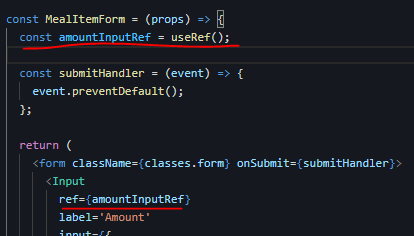 const MealItemForm = (props) => {
const amountInputRef = useRef();
const submitHandler = (event) => {
event.preventDefault();
};
return (
<form className={classes.form} onSubmit={submitHandler}>
<Input
ref={amountInputRef}
label='Amount'
input={{